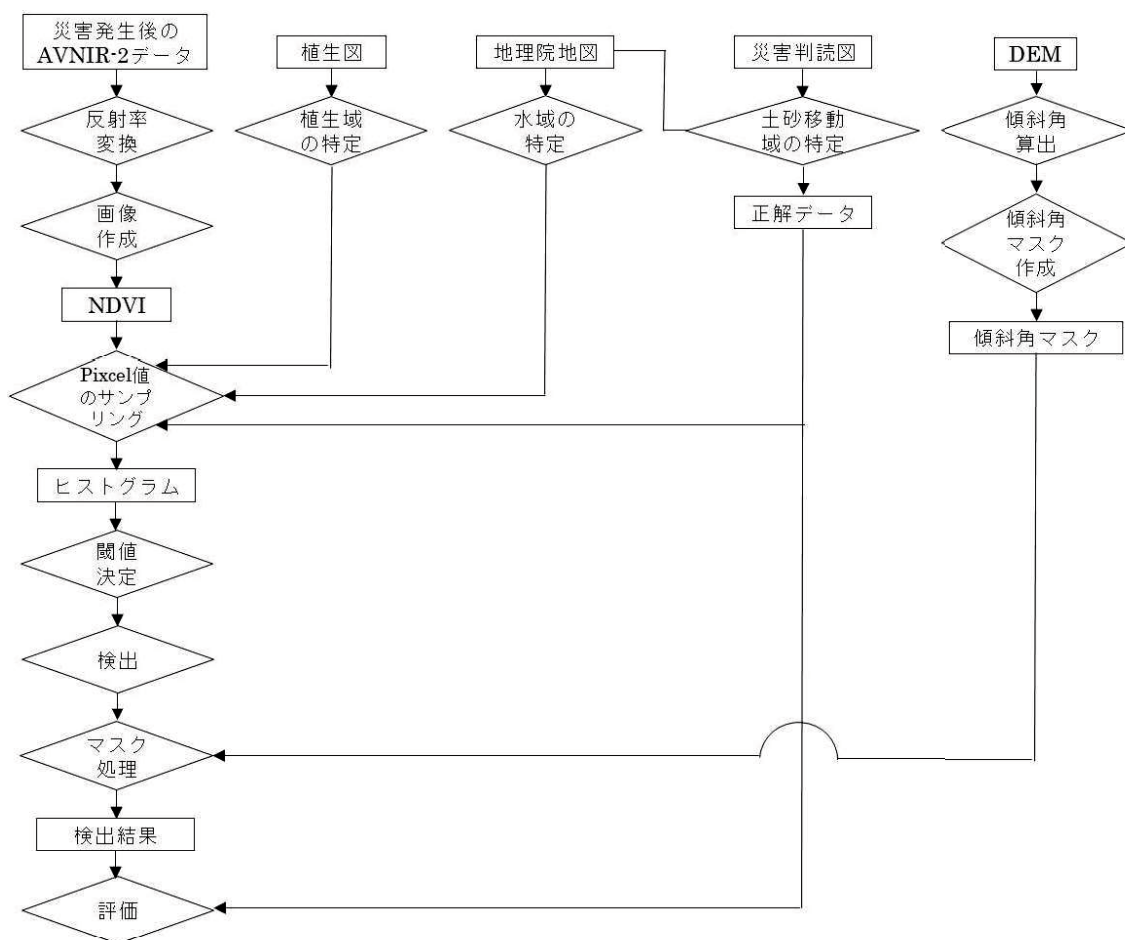 災害発生後の
AVNIR-2データ
植生図
地理院地図
災害判読図
DEM
反射率
変換
植生域
の特定
水域の
特定
土砂移動
域の特定
傾斜角
算出
画像
作成
正解データ
傾斜角
マスク
作成
NDVI
傾斜角マスク
Pixcel値
のサンプ
リング
ヒストグラム
閾値
決定
検出
マスク
処理
検出結果
評価